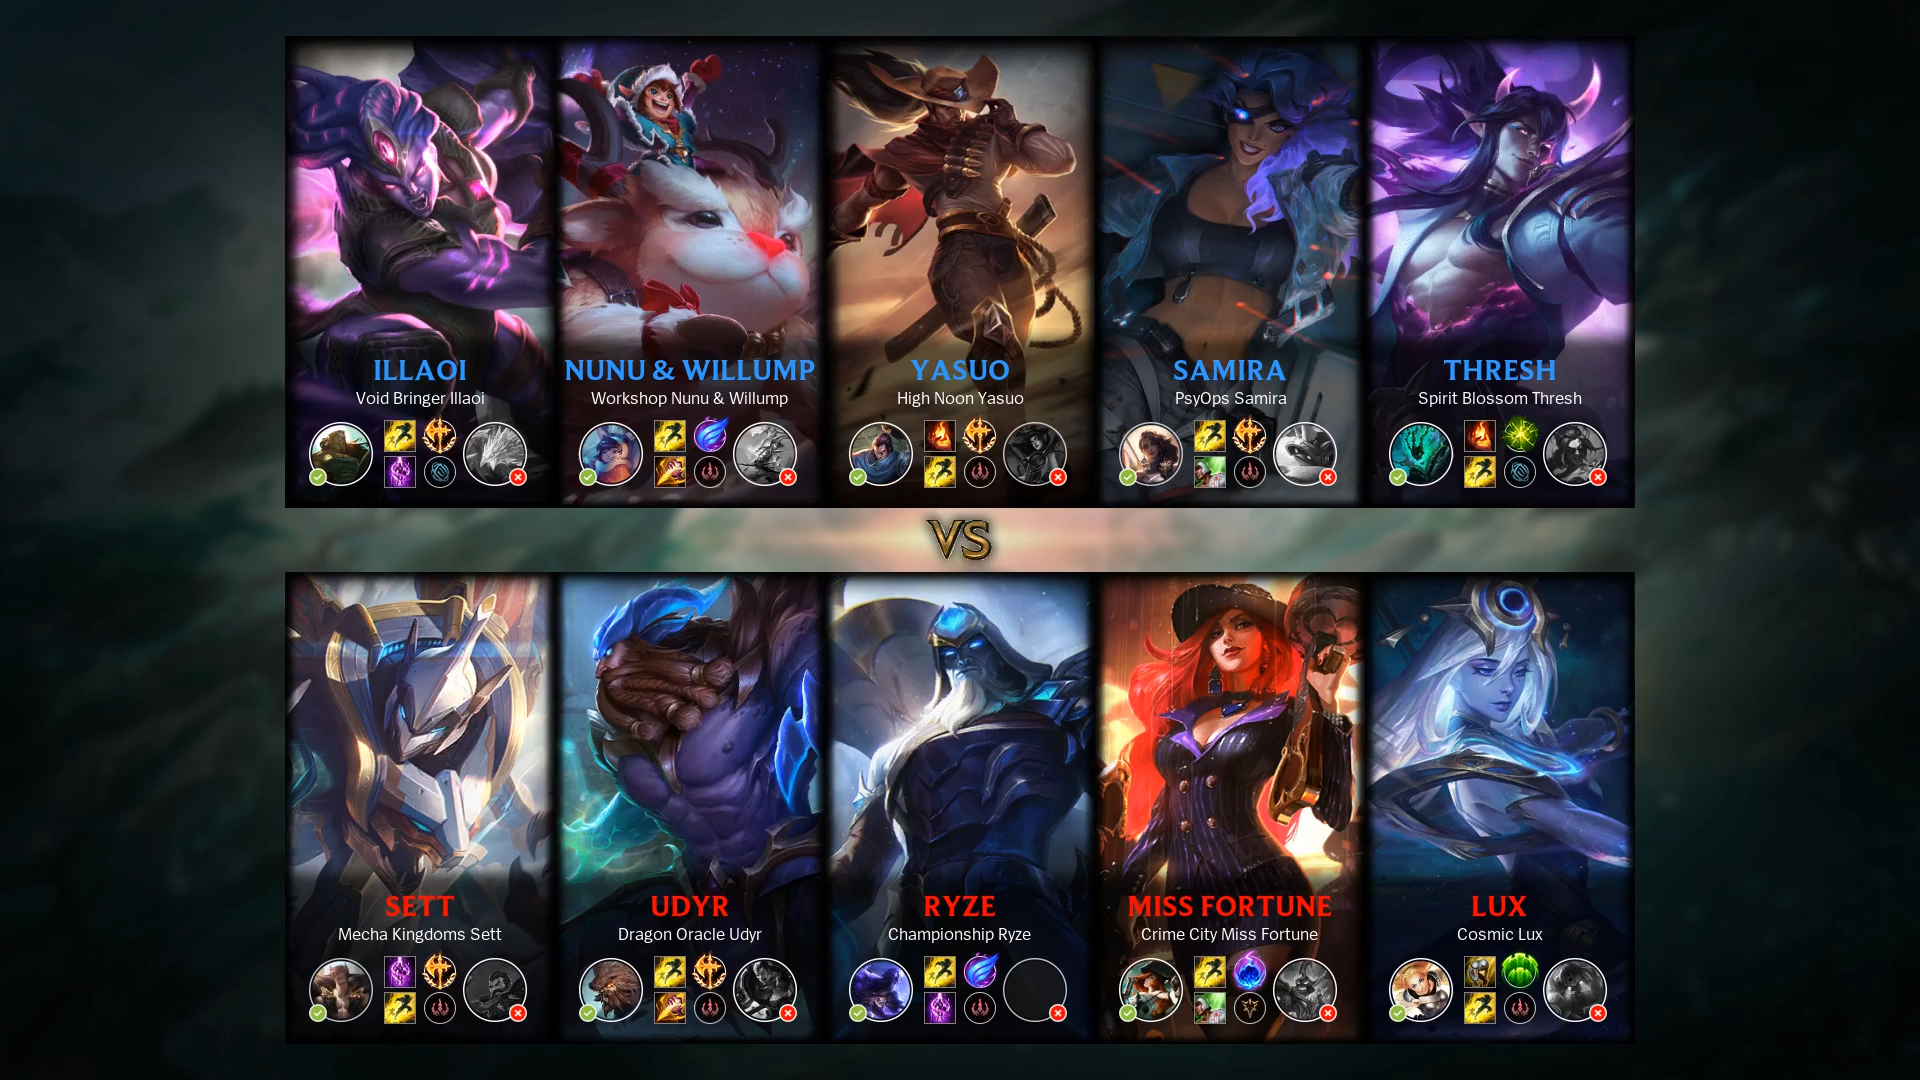 ILLAOI
Void Bringer Illaoi
NUNU & WILLUMP
Workshop Nunu & Willump
YASUO
High Noon Yasuo
SAMIRA
PsyOps Samira
THRESH
Spirit Blossom Thresh
VS
SETT
Mecha Kingdoms Sett
UDYR
Dragon Oracle Udyr
RYZE
Championship Ryze
MISS FORTUNE
Crime City Miss Fortune
LUX
Cosmic Lux